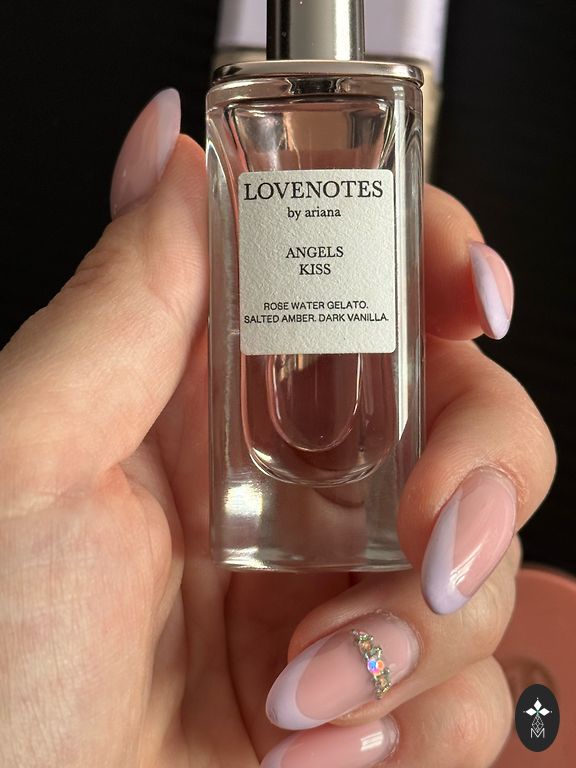 LOVENOTES
by ariana
ANGELS
KISS
ROSE WATER GELATO.
SALTED AMBER. DARK VANILLA.